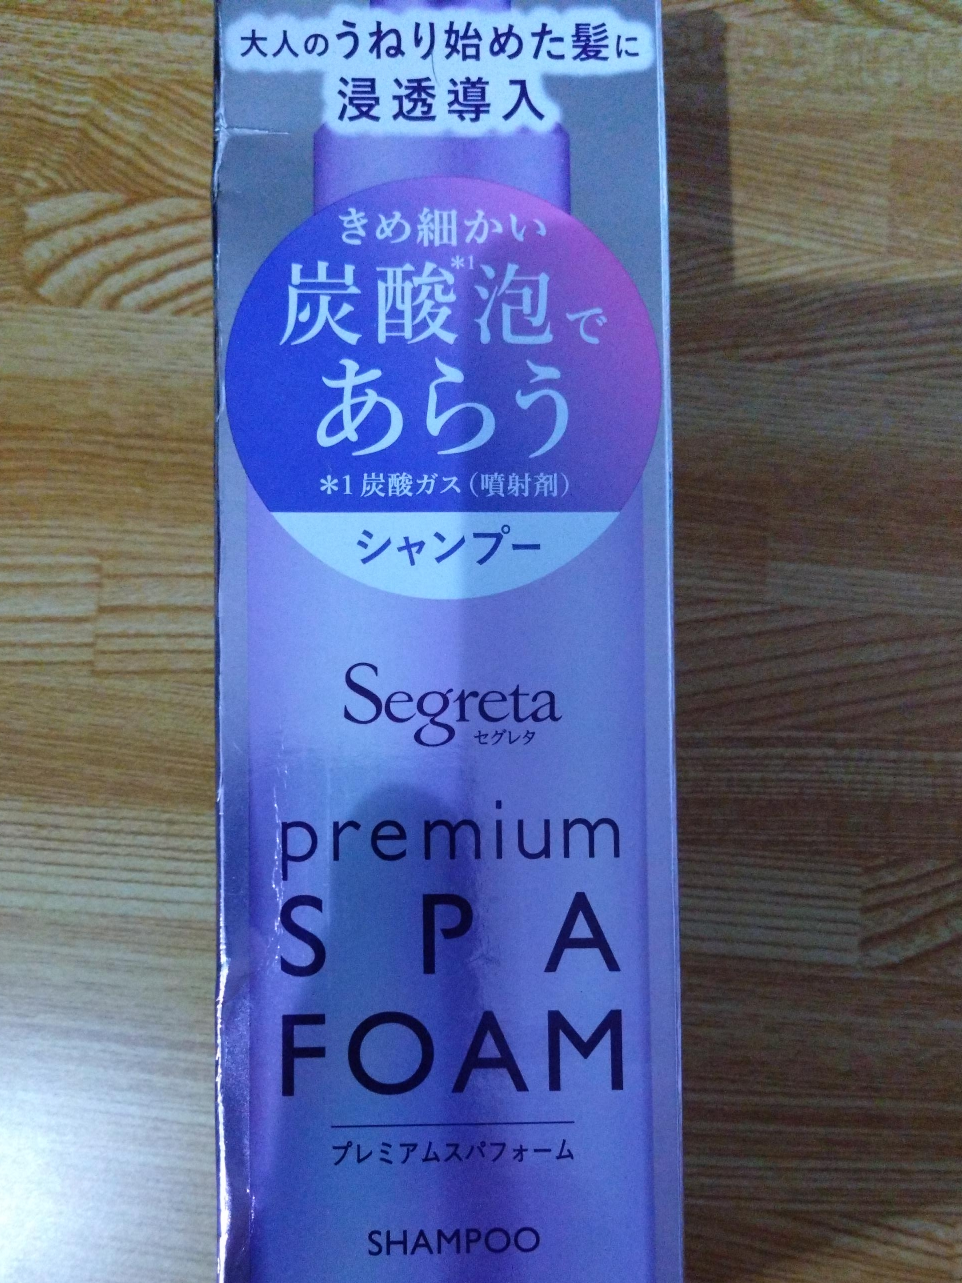 大人のうねり始めた髪に
浸透導入
きめ細かい
炭酸*1泡で
あらう
*1 炭酸ガス(噴射剤)
シャンプー
Segreta
セグレタ
premium
SPA
FOAM
プレミアムスパフォーム
SHAMPOO